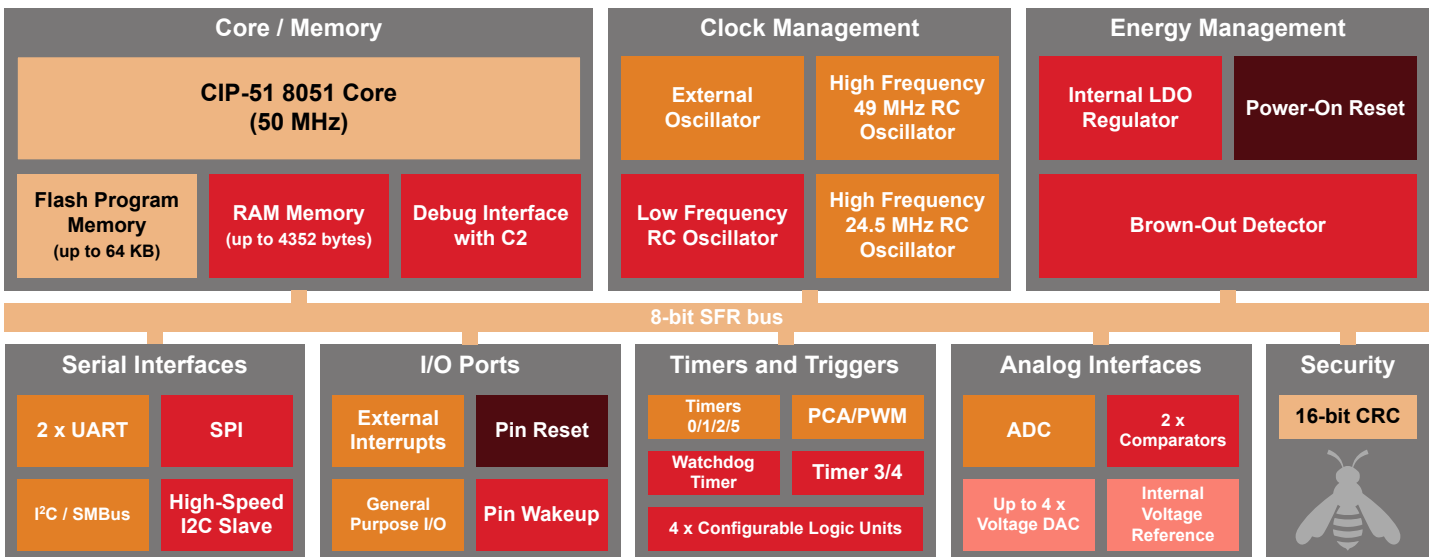 Core / Memory
CIP-51 8051 Core
(50 MHz)
Flash Program
Memory
(up to 64 KB)
RAM Memory
(up to 4352 bytes)
Debug Interface
with C2
Clock Management
External
Oscillator
High Frequency
49 MHz RC
Oscillator
Low Frequency
RC Oscillator
High Frequency
24.5 MHz RC
Oscillator
Energy Management
Internal LDO
Regulator
Power-On Reset
Brown-Out Detector
8-bit SFR bus
Serial Interfaces
2 x UART
SPI
I²C / SMBus
High-Speed
I2C Slave
I/O Ports
External
Interrupts
Pin Reset
General
Purpose I/O
Pin Wakeup
Timers and Triggers
Timers
0/1/2/5
PCA/PWM
Watchdog
Timer
Timer 3/4
4 x Configurable Logic Units
Analog Interfaces
ADC
2 x
Comparators
Up to 4 x
Voltage DAC
Internal
Voltage
Reference
Security
16-bit CRC